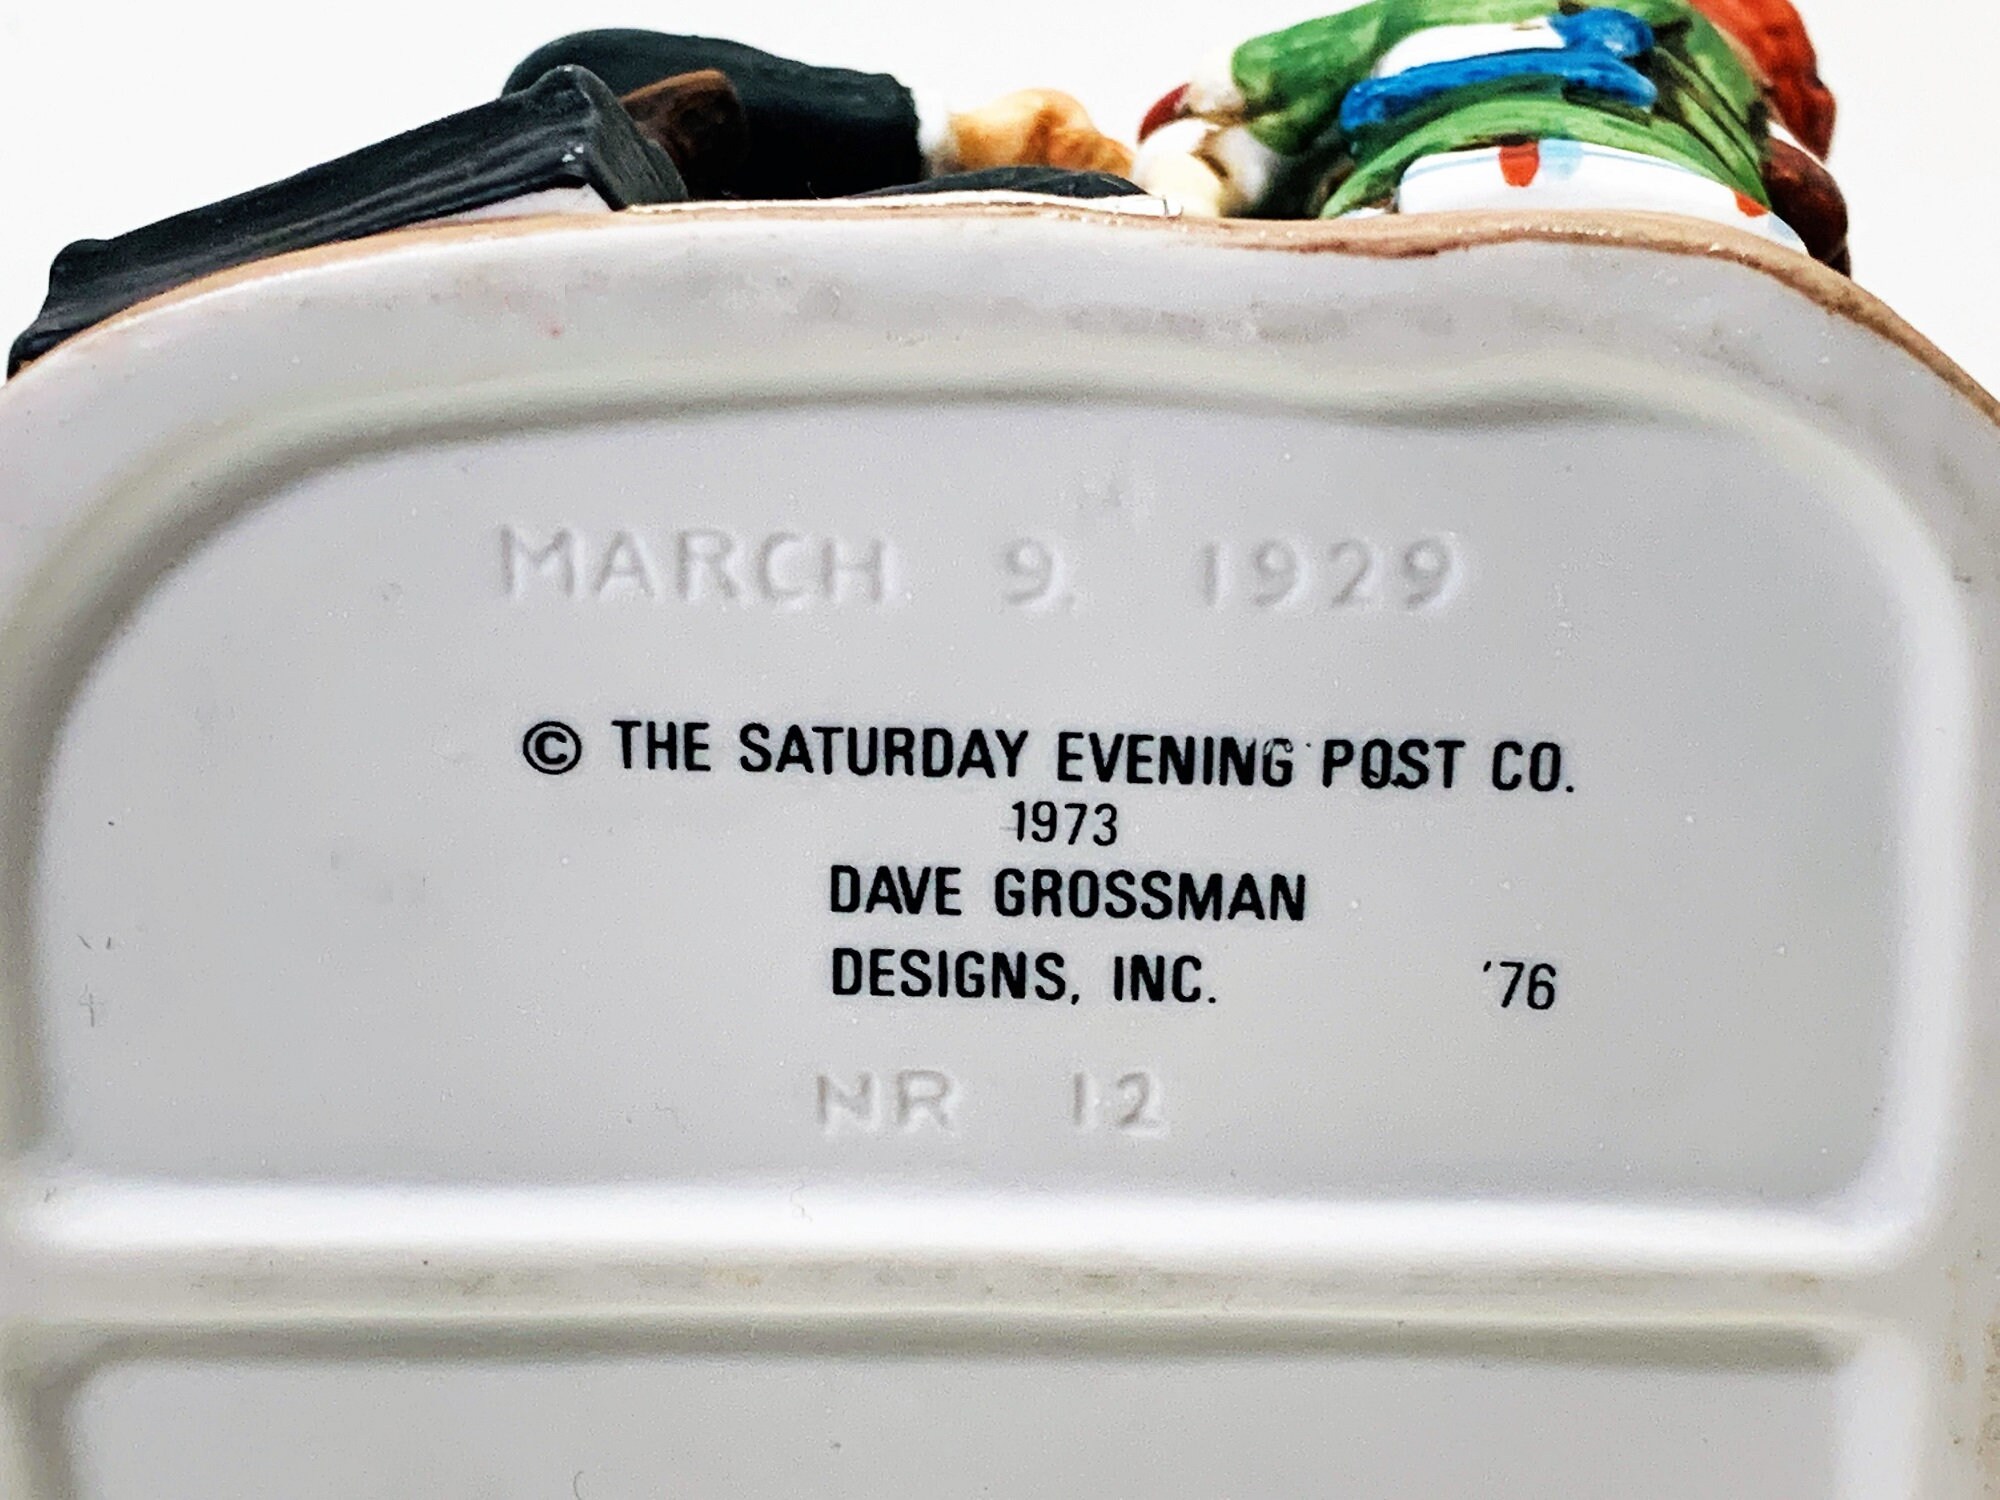 MARCH 9, 1929
© THE SATURDAY EVENING POST CO.
1973
DAVE GROSSMAN
DESIGNS, INC. '76
NR 12